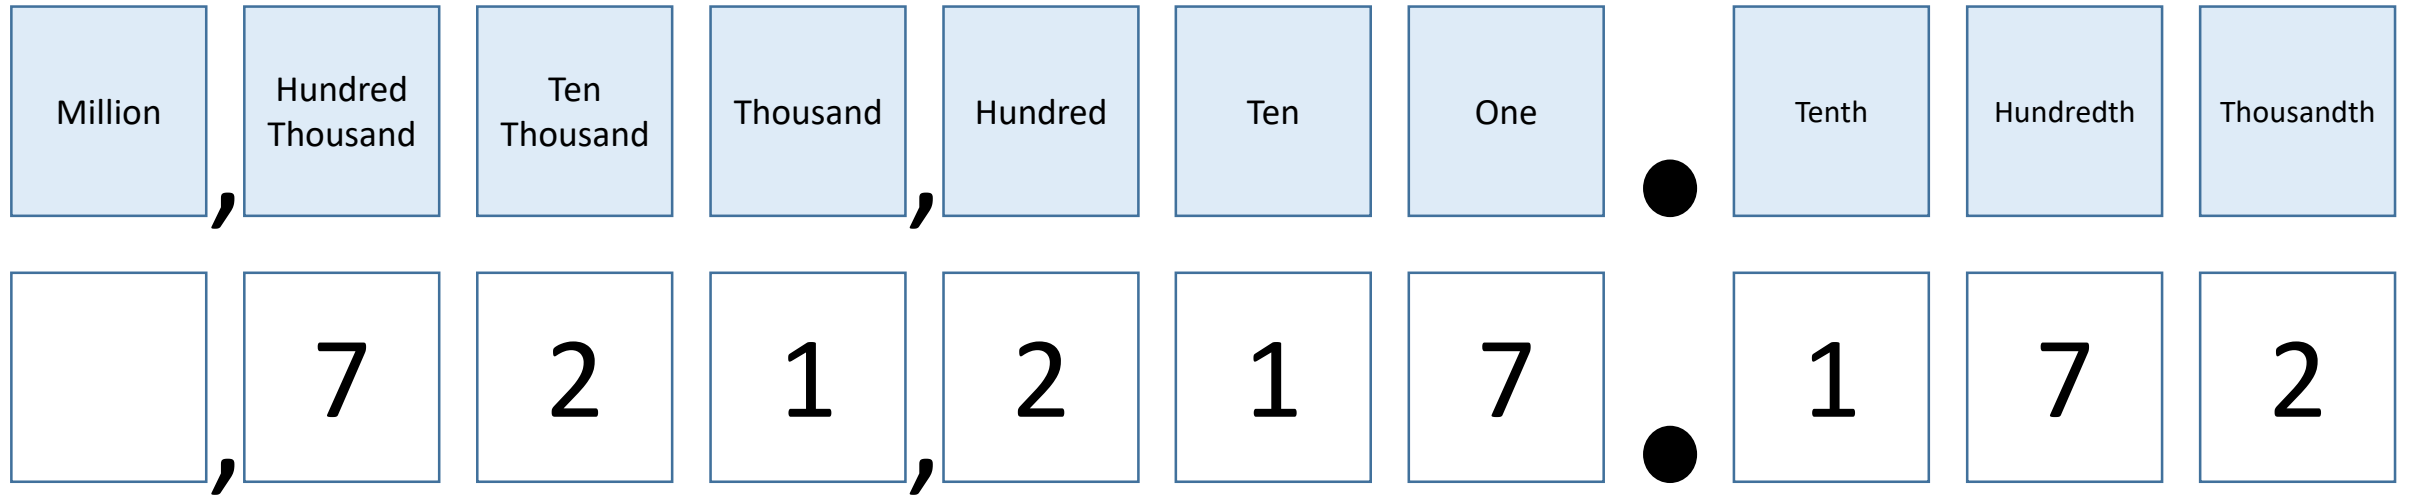 Million , Hundred Thousand Ten Thousand Thousand , Hundred Ten One . Tenth Hundredth Thousandth
, 7 2 1 , 2 1 7 . 1 7 2